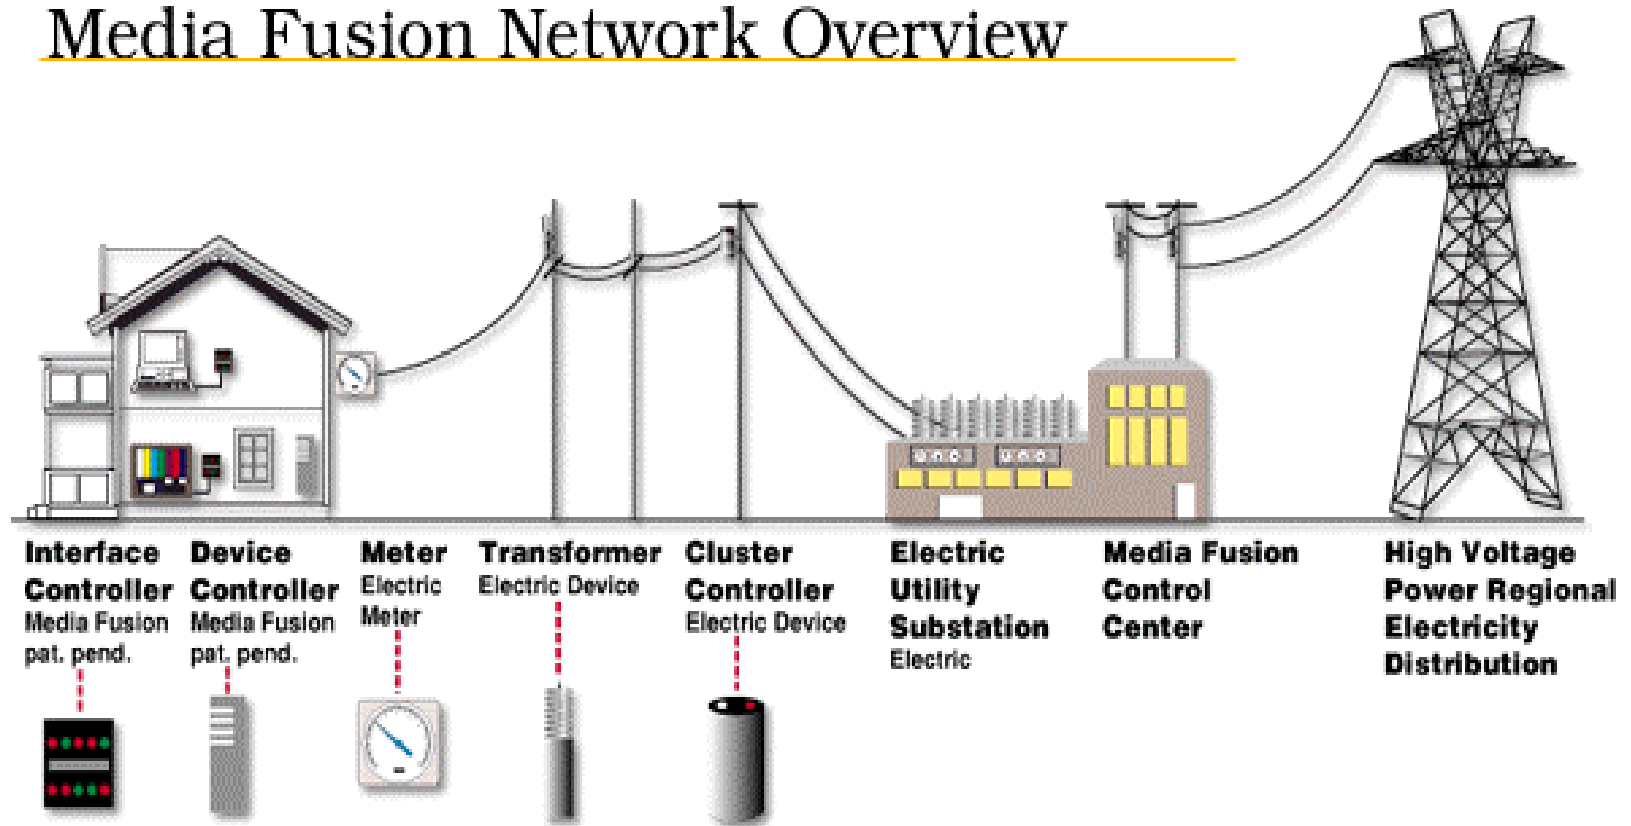 Media Fusion Network Overview
Interface
Controller
Media Fusion
pat. pend.
Device
Controller
Media Fusion
pat. pend.
Meter
Electric
Meter
Transformer
Electric Device
Cluster
Controller
Electric Device
Electric
Utility
Substation
Electric
Media Fusion
Control
Center
High Voltage
Power Regional
Electricity
Distribution